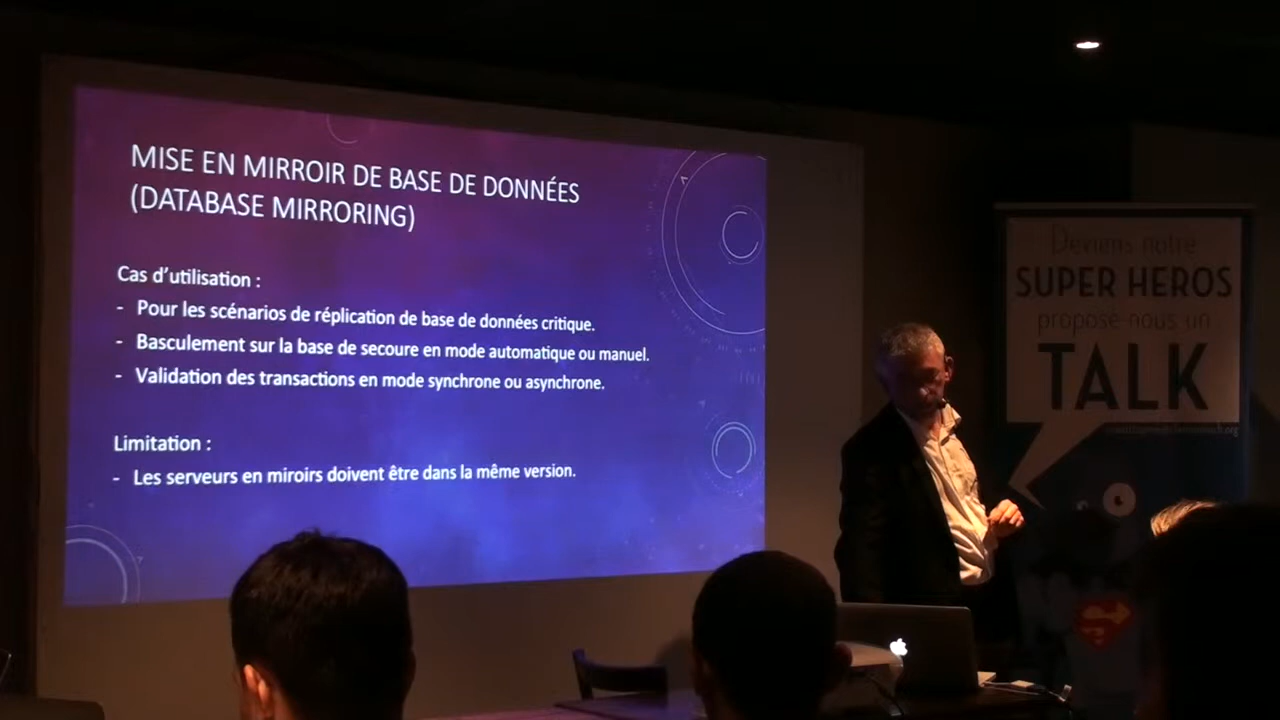 MISE EN MIRROIR DE BASE DE DONNÉES
(DATABASE MIRRORING)
Cas d'utilisation :
- Pour les scénarios de réplication de base de données critique.
- Basculement sur la base de secoure en mode automatique ou manuel.
- Validation des transactions en mode synchrone ou asynchrone.
Limitation :
- Les serveurs en miroirs doivent être dans la même version.
Deviens notre
SUPER HEROS
propose nous un
TALK